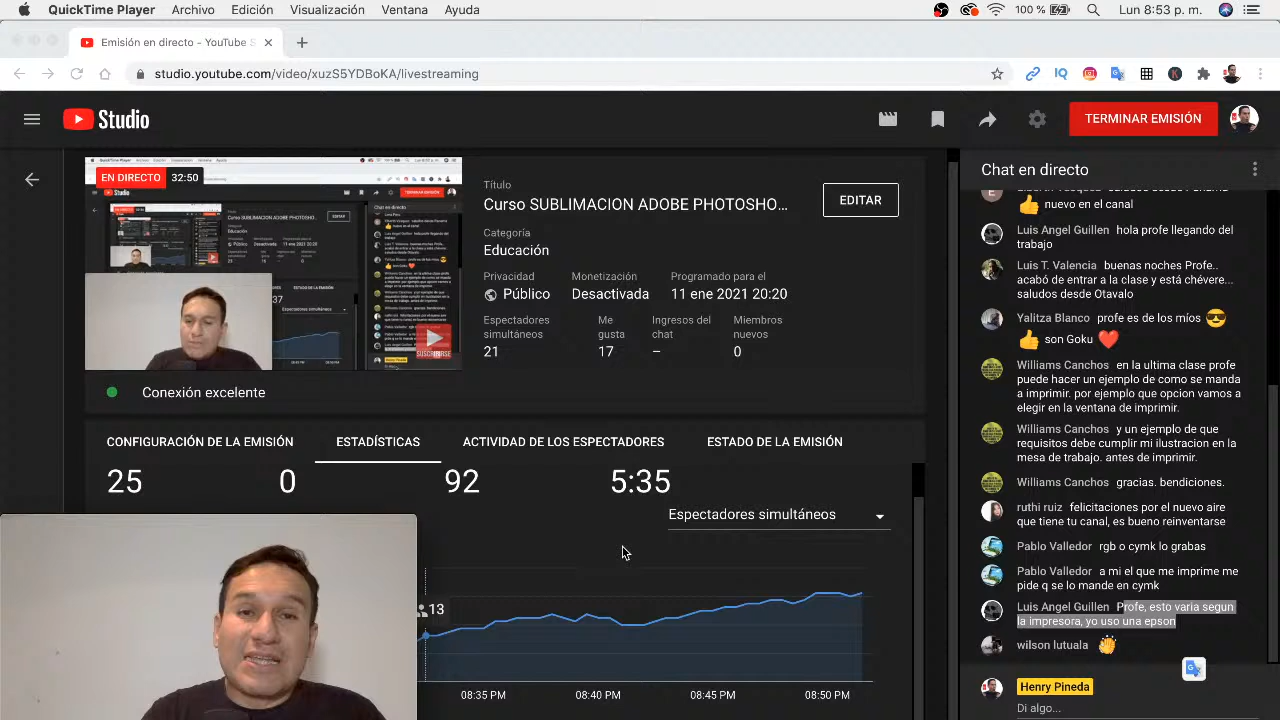 QuickTime Player Archivo Edición Visualización Ventana Ayuda 100 % Lun 8:53 p. m.
Emisión en directo - YouTube S
studio.youtube.com/video/xuzS5YDBoKA/livestreaming
Studio
TERMINAR EMISIÓN
EN DIRECTO 32:50
SUSCRIBIRSE
Título
Curso SUBLIMACION ADOBE PHOTOSHO...
EDITAR
Categoría
Educación
Privacidad Monetización Programado para el
Público Desactivada 11 ene 2021 20:20
Espectadores Me Tasa de Miembros
simultáneos gusta chat nuevos
21 17 – 0
Conexión excelente
CONFIGURACIÓN DE LA EMISIÓN ESTADÍSTICAS ACTIVIDAD DE LOS ESPECTADORES ESTADO DE LA EMISIÓN
25 0 92 5:35
Espectadores simultáneos
13
08:35 PM 08:40 PM 08:45 PM 08:50 PM
Chat en directo
nuevo en el canal
Luis Angel Guillen hola profe llegando del
trabajo
Luis T. Valencia buenas noches Profe..
acabo de entrar a la clase y está chévere...
saludos desde Guayaquil
Yalitza Blanco profe es de los mios
son Goku
Williams Canchos en la ultima clase profe
puede hacer un ejemplo de como se manda
a imprimir. por ejemplo que opcion vamos a
elegir en la ventana de imprimir.
Williams Canchos y un ejemplo de que
requisitos debe cumplir mi ilustracion en la
mesa de trabajo. antes de imprimir.
Williams Canchos gracias. bendiciones.
ruthi ruiz felicitaciones por el nuevo aire
que tiene tu canal, es bueno reinventarse
Pablo Valledor rgb o cymk lo grabas
Pablo Valledor a mi el que me imprime me
pide q se lo mande en cymk
Luis Angel Guillen Profe, esto varia segun
la impresora, yo uso una epson
wilson lutuala
Henry Pineda
Di algo...